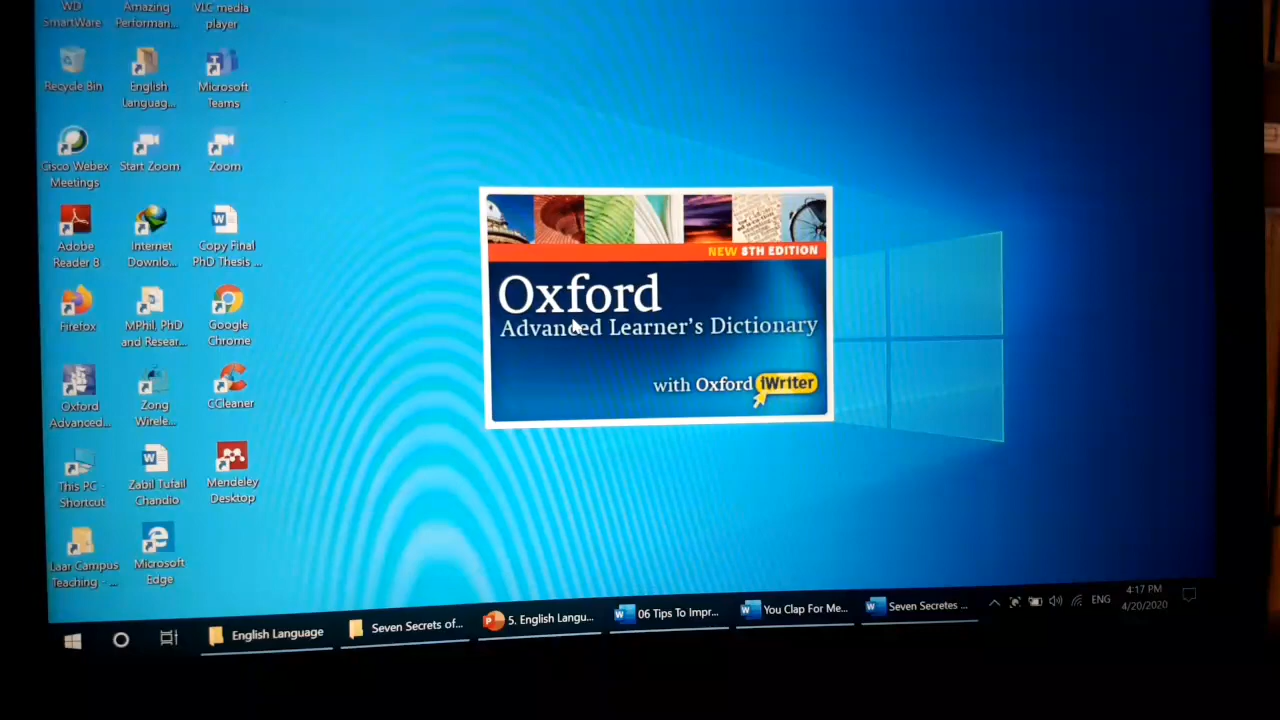 WD
SmartWare
Amazing
Performan...
VLC media
player
Recycle Bin
English
Languag...
Microsoft
Teams
Cisco Webex
Meetings
Start Zoom
Zoom
Adobe
Reader 8
Internet
Downlo...
Copy Final
PhD Thesis ...
Firefox
MPhil, PhD
and Resear...
Google
Chrome
Oxford
Advanced...
Zong
Wirele...
CCleaner
This PC -
Shortcut
Zabil Tufail
Chandio
Mendeley
Desktop
Laar Campus
Teaching - ...
Microsoft
Edge
NEW 8TH EDITION
Oxford
Advanced Learner's Dictionary
with Oxford iWriter
English Language
Seven Secrets of...
5. English Langu...
06 Tips To Impr...
You Clap For Me...
Seven Secretes ...
ENG
4:17 PM
4/20/2020